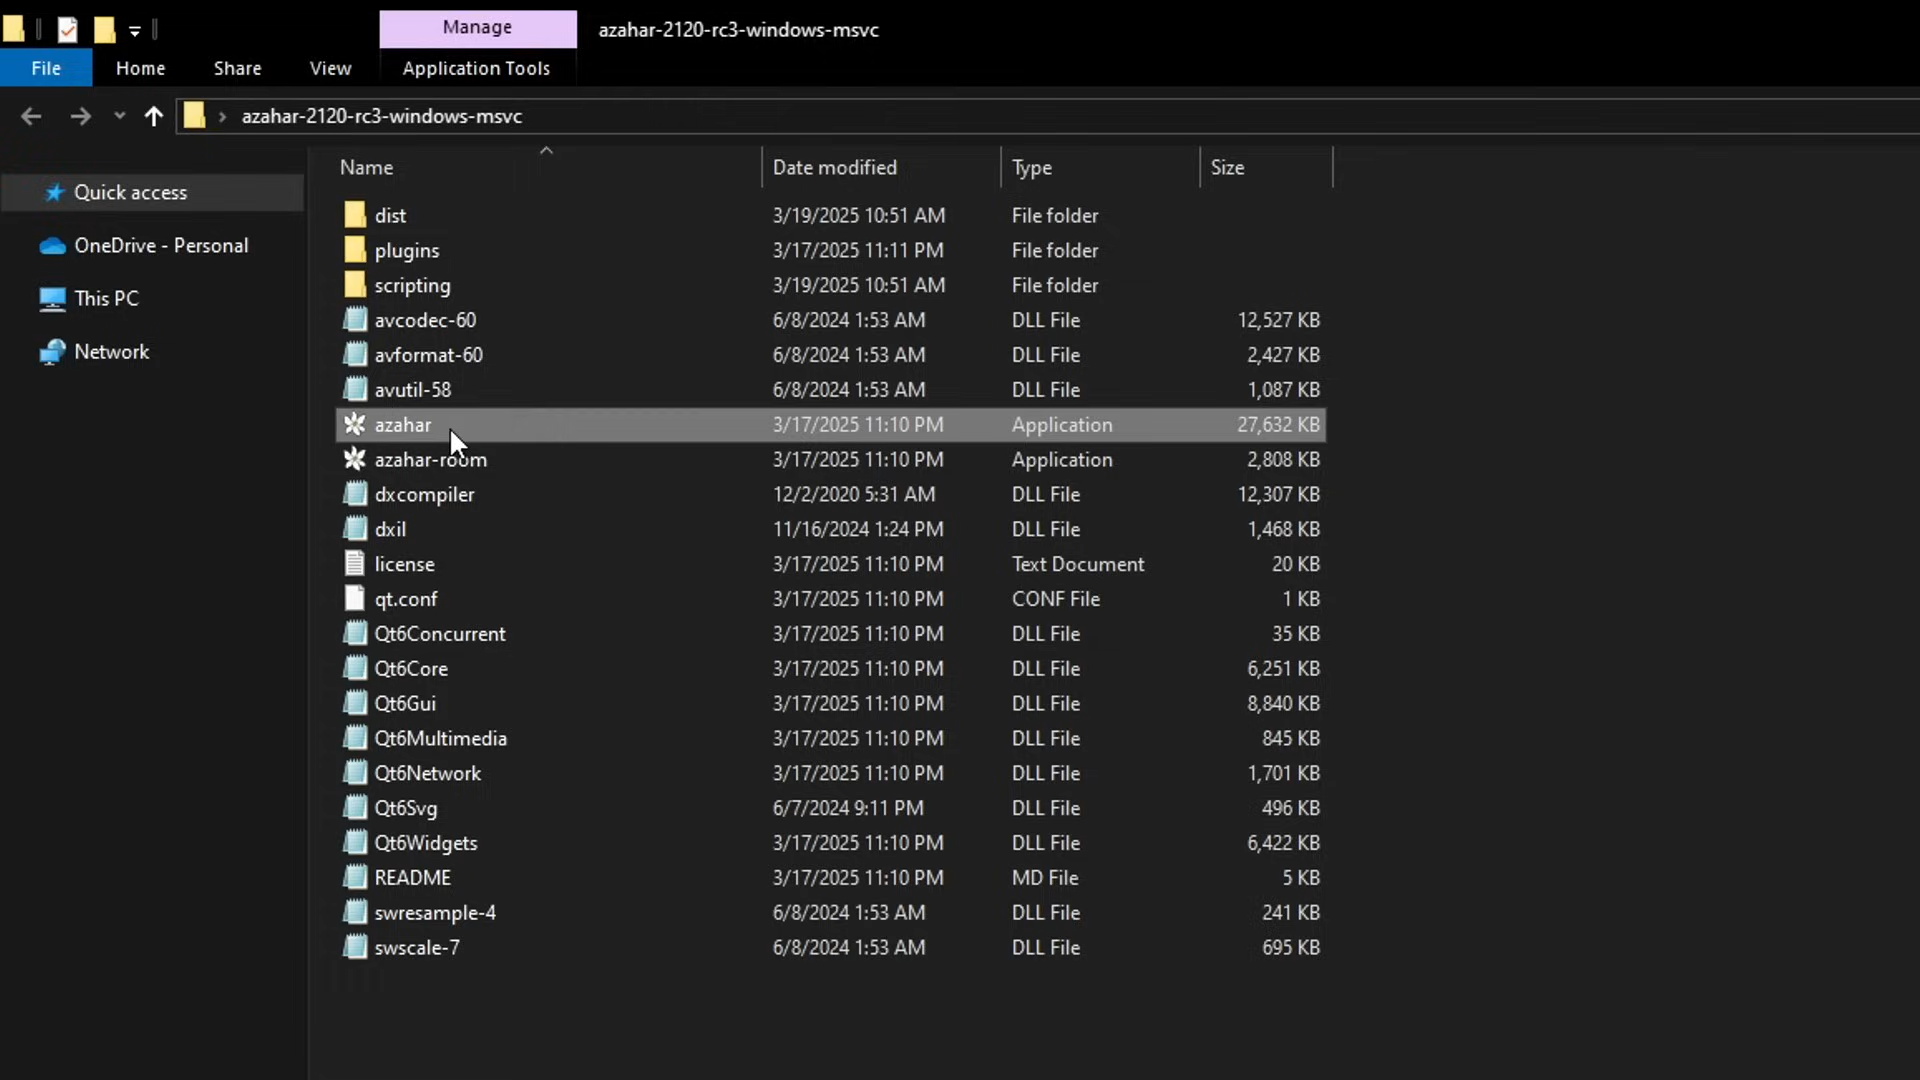 Manage azahar-2120-rc3-windows-msvc
File Home Share View Application Tools
azahar-2120-rc3-windows-msvc
Name Date modified Type Size
Quick access
OneDrive - Personal
This PC
Network
dist 3/19/2025 10:51 AM File folder
plugins 3/17/2025 11:11 PM File folder
scripting 3/19/2025 10:51 AM File folder
avcodec-60 6/8/2024 1:53 AM DLL File 12,527 KB
avformat-60 6/8/2024 1:53 AM DLL File 2,427 KB
avutil-58 6/8/2024 1:53 AM DLL File 1,087 KB
azahar 3/17/2025 11:10 PM Application 27,632 KB
azahar-room 3/17/2025 11:10 PM Application 2,808 KB
dxcompiler 12/2/2020 5:31 AM DLL File 12,307 KB
dxil 11/16/2024 1:24 PM DLL File 1,468 KB
license 3/17/2025 11:10 PM Text Document 20 KB
qt.conf 3/17/2025 11:10 PM CONF File 1 KB
Qt6Concurrent 3/17/2025 11:10 PM DLL File 35 KB
Qt6Core 3/17/2025 11:10 PM DLL File 6,251 KB
Qt6Gui 3/17/2025 11:10 PM DLL File 8,840 KB
Qt6Multimedia 3/17/2025 11:10 PM DLL File 845 KB
Qt6Network 3/17/2025 11:10 PM DLL File 1,701 KB
Qt6Svg 6/7/2024 9:11 PM DLL File 496 KB
Qt6Widgets 3/17/2025 11:10 PM DLL File 6,422 KB
README 3/17/2025 11:10 PM MD File 5 KB
swresample-4 6/8/2024 1:53 AM DLL File 241 KB
swscale-7 6/8/2024 1:53 AM DLL File 695 KB